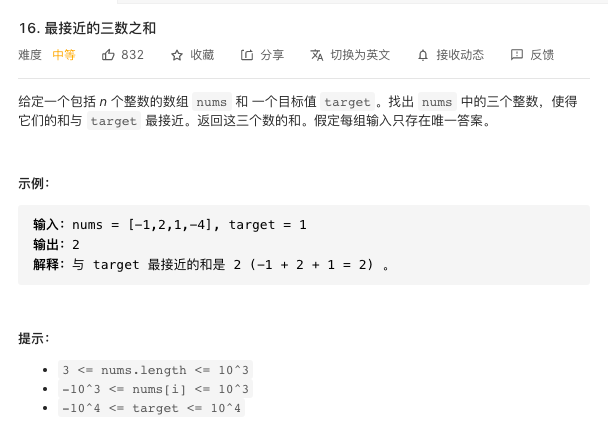 16. 最接近的三数之和
难度 中等 832 收藏 分享 切换为英文 接收动态 反馈
给定一个包括 n 个整数的数组 nums 和 一个目标值 target。找出 nums 中的三个整数，使得
它们的和与 target 最接近。返回这三个数的和。假定每组输入只存在唯一答案。
示例：
输入：nums = [-1,2,1,-4], target = 1
输出：2
解释：与 target 最接近的和是 2 (-1 + 2 + 1 = 2) 。
提示：
3 <= nums.length <= 10^3
-10^3 <= nums[i] <= 10^3
-10^4 <= target <= 10^4